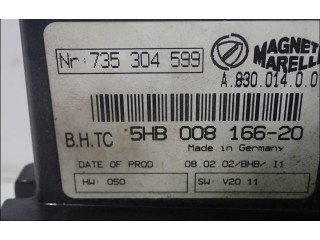 Nr: 735 304 599
MAGNETI
MARELLI
A.830.014.0.0
B.H.TC 5HB 008 166-20
Made in Germany
DATE OF PROD 08.02.02/BHB/ I1
HW: 050
SW: V20 11